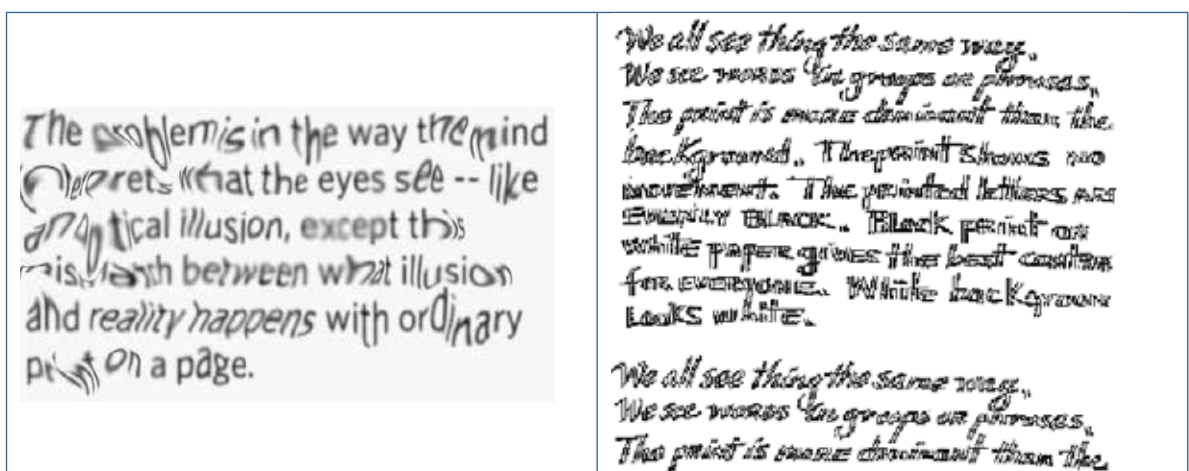 The problem is in the way the mind
interprets what the eyes see -- like
an optical illusion, except this
mismatch between what illusion
and reality happens with ordinary
print on a page.
We all see thing the same way.
We see words in groups or phrases.
The print is more dominant than the
background. The print shows no
movement. The printed letters are
EVENLY BLACK. Black print on
white paper gives the best contra
for everyone. White backgroun
Looks white.
We all see thing the same way.
We see words in groups or phrases.
The print is more dominant than the